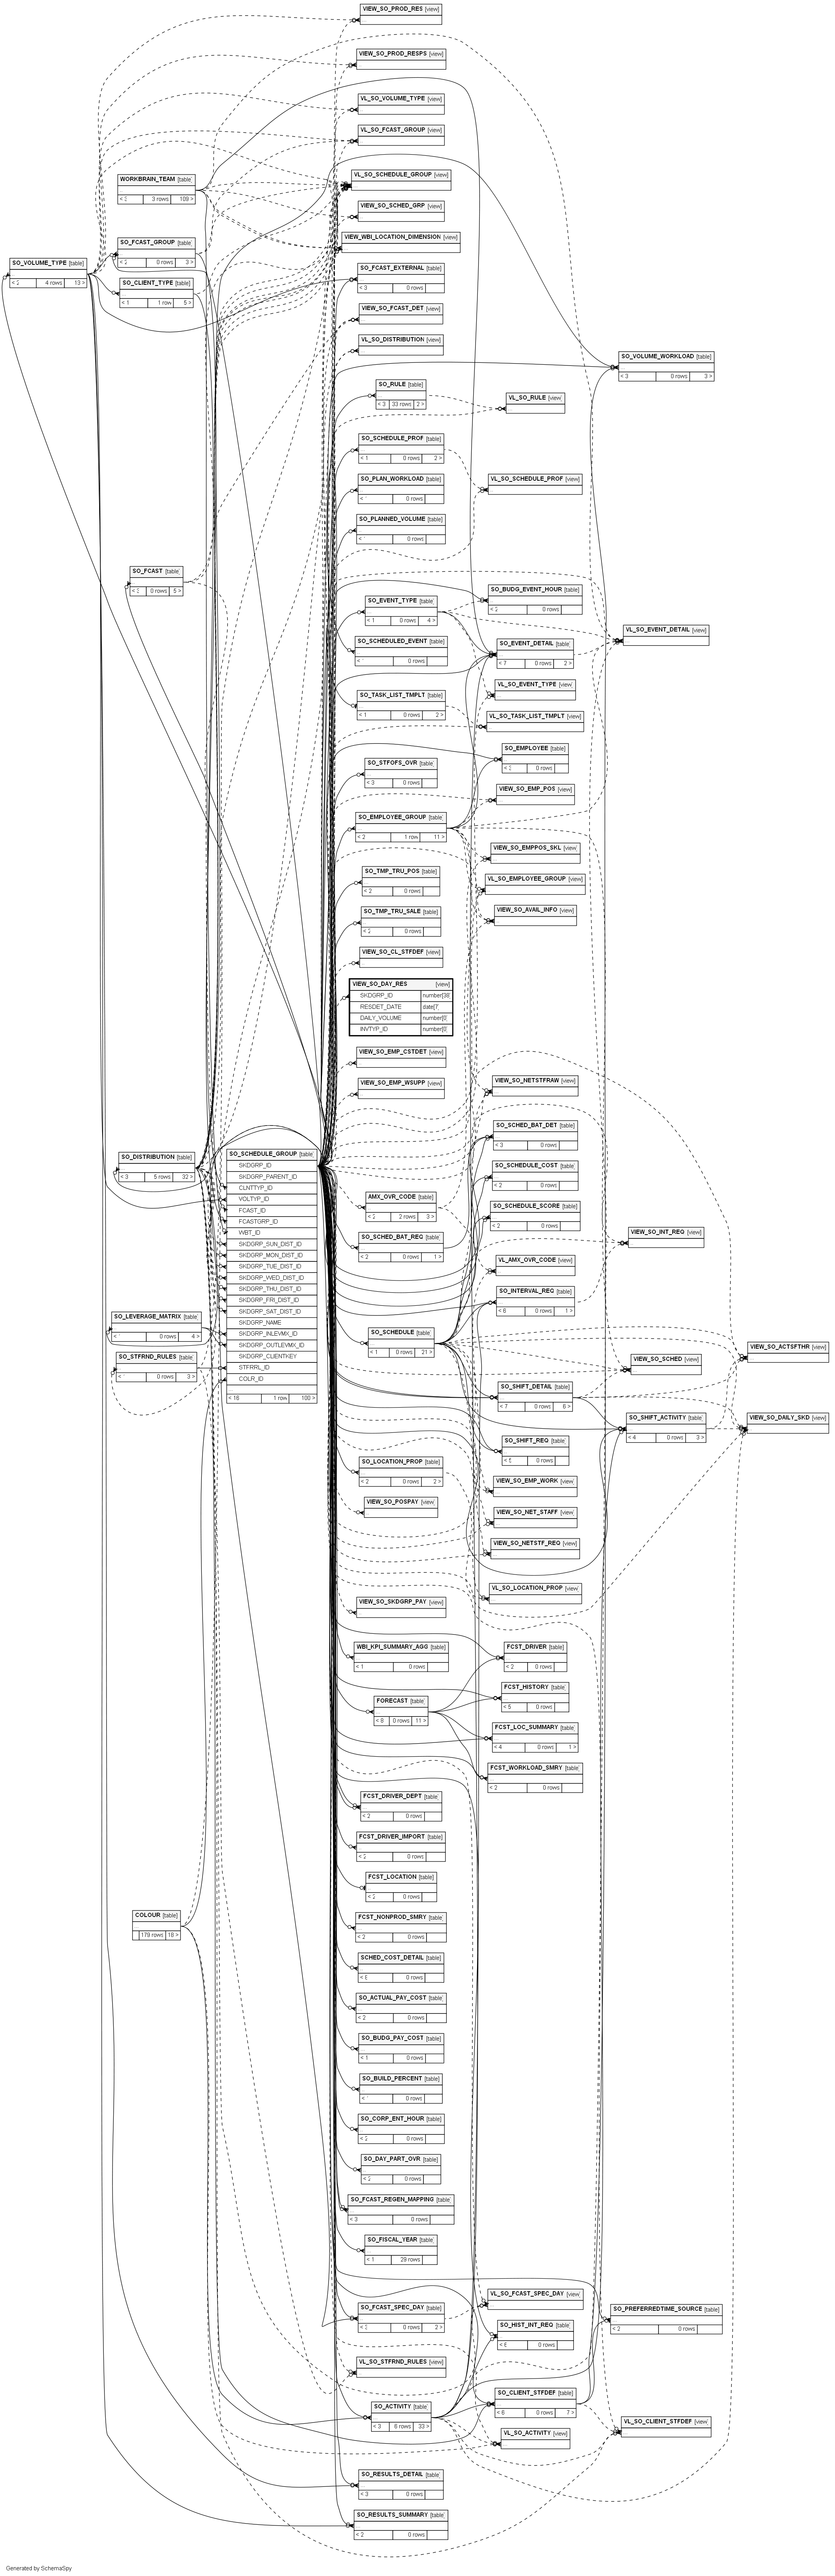 VIEW_SO_PROD_RES [view]
...
VIEW_SO_PROD_RESPS [view]
...
VL_SO_VOLUME_TYPE [view]
...
VL_SO_FCAST_GROUP [view]
...
WORKBRAIN_TEAM [table]
...
3 rows 109 >
VL_SO_SCHEDULE_GROUP [view]
...
VIEW_SO_SCHED_GRP [view]
...
VIEW_WBI_LOCATION_DIMENSION [view]
...
SO_FCAST_GROUP [table]
...
< 2 0 rows 3 >
SO_VOLUME_TYPE [table]
...
< 2 4 rows 13 >
SO_CLIENT_TYPE [table]
...
< 1 1 row 5 >
SO_FCAST_EXTERNAL [table]
...
< 3 0 rows
VIEW_SO_FCAST_DET [view]
...
VL_SO_DISTRIBUTION [view]
...
SO_VOLUME_WORKLOAD [table]
...
< 3 0 rows 3 >
SO_RULE [table]
...
< 3 33 rows 2 >
VL_SO_RULE [view]
...
SO_SCHEDULE_PROF [table]
...
< 1 0 rows 2 >
VL_SO_SCHEDULE_PROF [view]
...
SO_PLAN_WORKLOAD [table]
...
0 rows
SO_PLANNED_VOLUME [table]
...
0 rows
SO_FCAST [table]
...
0 rows 5 >
SO_EVENT_TYPE [table]
...
< 1 0 rows 4 >
SO_BUDG_EVENT_HOUR [table]
...
< 2 0 rows
SO_SCHEDULED_EVENT [table]
...
0 rows
SO_EVENT_DETAIL [table]
...
< 7 0 rows 2 >
VL_SO_EVENT_DETAIL [view]
...
VL_SO_EVENT_TYPE [view]
...
SO_TASK_LIST_TMPLT [table]
...
< 1 0 rows 2 >
VL_SO_TASK_LIST_TMPLT [view]
...
SO_EMPLOYEE [table]
...
0 rows
SO_STFOFS_OVR [table]
...
< 3 0 rows
VIEW_SO_EMP_POS [view]
...
SO_EMPLOYEE_GROUP [table]
...
< 2 1 row 11 >
VIEW_SO_EMPPOS_SKL [view]
...
SO_TMP_TRU_POS [table]
...
< 2 0 rows
VL_SO_EMPLOYEE_GROUP [view]
...
SO_TMP_TRU_SALE [table]
...
< 2 0 rows
VIEW_SO_AVAIL_INFO [view]
...
VIEW_SO_CL_STFDEF [view]
...
VIEW_SO_DAY_RES [view]
SKDGRP_ID number[38]
RESDET_DATE date[7]
DAILY_VOLUME number[0]
INVTYP_ID number[0]
VIEW_SO_EMP_CSTDET [view]
...
VIEW_SO_EMP_WSUPP [view]
...
VIEW_SO_NETSTFRAW [view]
...
SO_SCHED_BAT_DET [table]
...
< 3 0 rows
SO_DISTRIBUTION [table]
...
< 3 5 rows 32 >
SO_SCHEDULE_GROUP [table]
SKDGRP_ID
SKDGRP_PARENT_ID
CLNTTYP_ID
VOLTYP_ID
FCAST_ID
FCASTGRP_ID
WBT_ID
SKDGRP_SUN_DIST_ID
SKDGRP_MON_DIST_ID
SKDGRP_TUE_DIST_ID
SKDGRP_WED_DIST_ID
SKDGRP_THU_DIST_ID
SKDGRP_FRI_DIST_ID
SKDGRP_SAT_DIST_ID
SKDGRP_NAME
SKDGRP_INLEVMX_ID
SKDGRP_OUTLEVMX_ID
SKDGRP_CLIENTKEY
STFRRL_ID
COLR_ID
...
< 16 1 row 100 >
SO_SCHEDULE_COST [table]
...
< 2 0 rows
AMX_OVR_CODE [table]
...
< 2 2 rows 3 >
SO_SCHEDULE_SCORE [table]
...
< 2 0 rows
SO_SCHED_BAT_REQ [table]
...
< 2 0 rows 1 >
VIEW_SO_INT_REQ [view]
...
VL_AMX_OVR_CODE [view]
...
SO_INTERVAL_REQ [table]
...
< 6 0 rows 1 >
SO_LEVERAGE_MATRIX [table]
...
0 rows 4 >
SO_STFRND_RULES [table]
...
0 rows 3 >
SO_SCHEDULE [table]
...
< 1 0 rows 21 >
VIEW_SO_SCHED [view]
...
VIEW_SO_ACTSFTHR [view]
...
SO_SHIFT_DETAIL [table]
...
< 7 0 rows 6 >
SO_SHIFT_ACTIVITY [table]
...
< 4 0 rows 3 >
VIEW_SO_DAILY_SKD [view]
...
SO_SHIFT_REQ [table]
...
0 rows
SO_LOCATION_PROP [table]
...
< 2 0 rows 2 >
VIEW_SO_EMP_WORK [view]
...
VIEW_SO_POSPAY [view]
...
VIEW_SO_NET_STAFF [view]
...
VIEW_SO_NETSTF_REQ [view]
...
VL_SO_LOCATION_PROP [view]
...
VIEW_SO_SKDGRP_PAY [view]
...
WBI_KPI_SUMMARY_AGG [table]
...
< 1 0 rows
FCST_DRIVER [table]
...
< 2 0 rows
FORECAST [table]
...
< 8 0 rows 11 >
FCST_HISTORY [table]
...
< 5 0 rows
FCST_LOC_SUMMARY [table]
...
< 4 0 rows 1 >
FCST_WORKLOAD_SMRY [table]
...
< 2 0 rows
FCST_DRIVER_DEPT [table]
...
< 2 0 rows
FCST_DRIVER_IMPORT [table]
...
< 2 0 rows
FCST_LOCATION [table]
...
< 2 0 rows
COLOUR [table]
...
179 rows 18 >
FCST_NONPROD_SMRY [table]
...
< 2 0 rows
SCHED_COST_DETAIL [table]
...
0 rows
SO_ACTUAL_PAY_COST [table]
...
< 2 0 rows
SO_BUDG_PAY_COST [table]
...
< 1 0 rows
SO_BUILD_PERCENT [table]
...
0 rows
SO_CORP_ENT_HOUR [table]
...
< 2 0 rows
SO_DAY_PART_OVR [table]
...
< 2 0 rows
SO_FCAST_REGEN_MAPPING [table]
...
< 3 0 rows
SO_FISCAL_YEAR [table]
...
< 1 28 rows
SO_FCAST_SPEC_DAY [table]
...
0 rows 2 >
VL_SO_FCAST_SPEC_DAY [view]
...
SO_HIST_INT_REQ [table]
...
< 6 0 rows
SO_PREFERREDTIME_SOURCE [table]
...
< 2 0 rows
VL_SO_STFRND_RULES [view]
...
SO_ACTIVITY [table]
...
< 3 6 rows 33 >
SO_CLIENT_STFDEF [table]
...
< 6 0 rows 7 >
VL_SO_ACTIVITY [view]
...
VL_SO_CLIENT_STFDEF [view]
...
SO_RESULTS_DETAIL [table]
...
< 3 0 rows
SO_RESULTS_SUMMARY [table]
...
< 2 0 rows
Generated by SchemaSpy